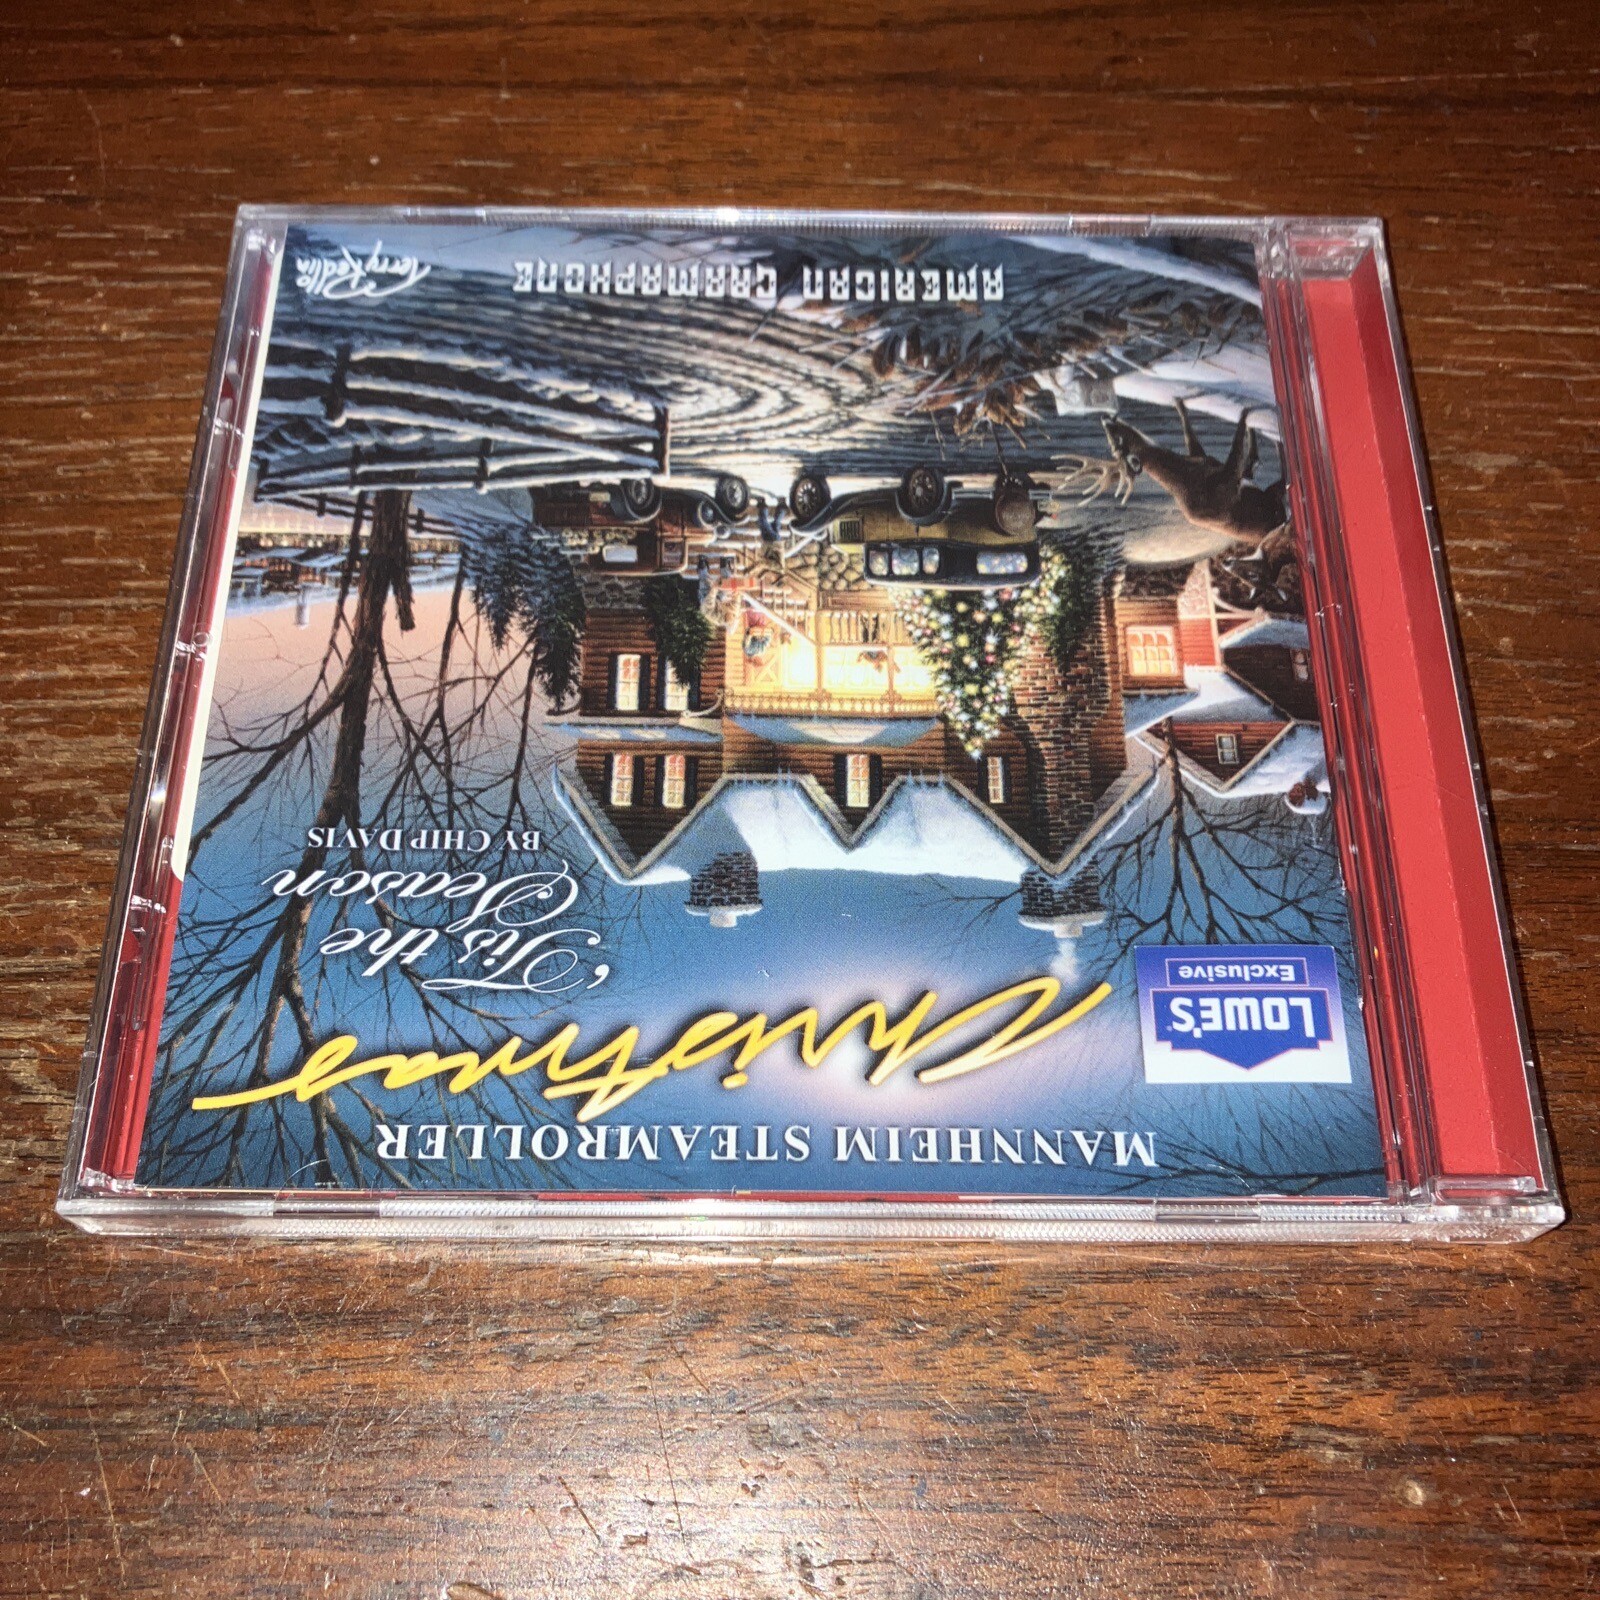 MANNHEIM STEAMROLLER
Christmas
LOWE'S
Exclusive
'Tis the
Season
BY CHIP DAVIS
AMERICAN GRAMAPHONE
Terry Redlin